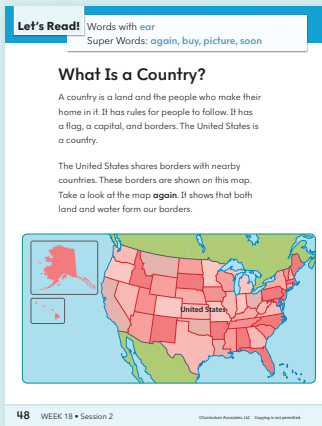 Let's Read!
Words with ear
Super Words: again, buy, picture, soon
What Is a Country?
A country is a land and the people who make their
home in it. It has rules for people to follow. It has
a flag, a capital, and borders. The United States is
a country.
The United States shares borders with nearby
countries. These borders are shown on this map.
Take a look at the map again. It shows that both
land and water form our borders.
United States
48 WEEK 18 • Session 2
©Curriculum Associates, LLC Copying is not permitted.